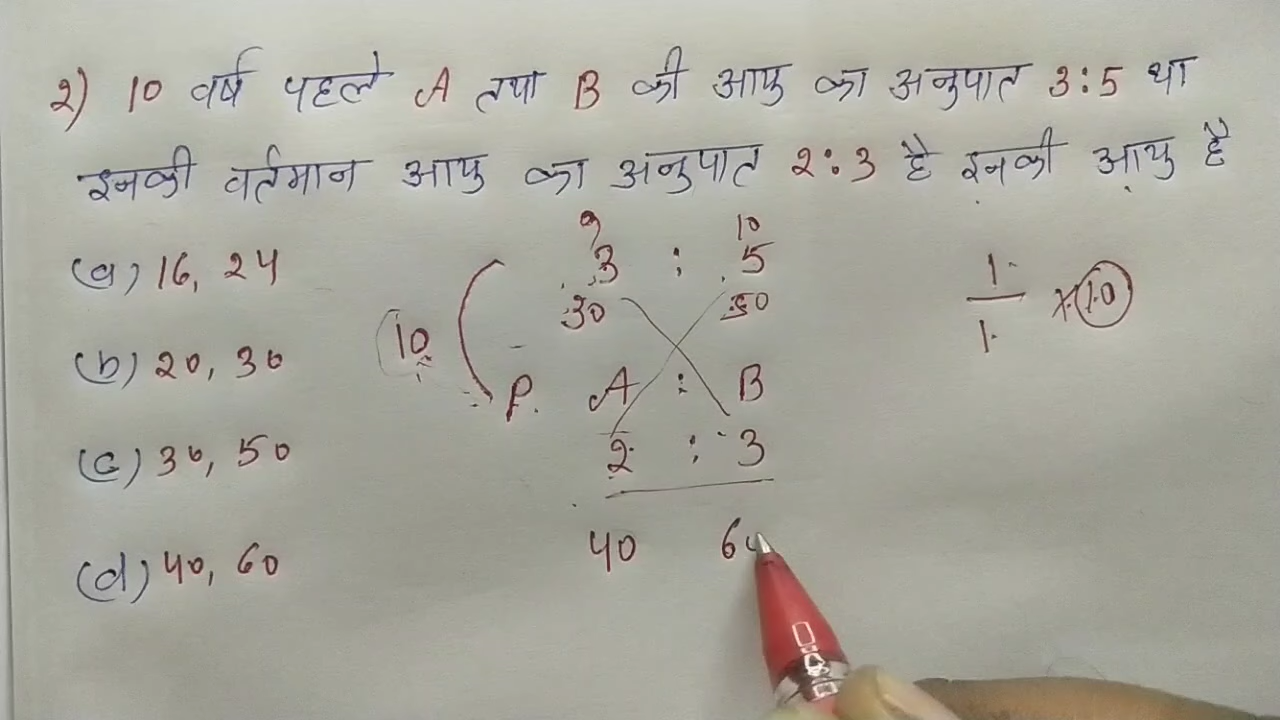 2) 10 वर्ष पहले A तथा B की आयु का अनुपात 3:5 था
इनकी वर्तमान आयु का अनुपात 2:3 है इनकी आयु है
(a) 16, 24
(b) 20, 30
(c) 30, 50
(d) 40, 60
9 10
3 : 5
30 50
10
P. A : B
2 : 3
40 60
1
1 × 10